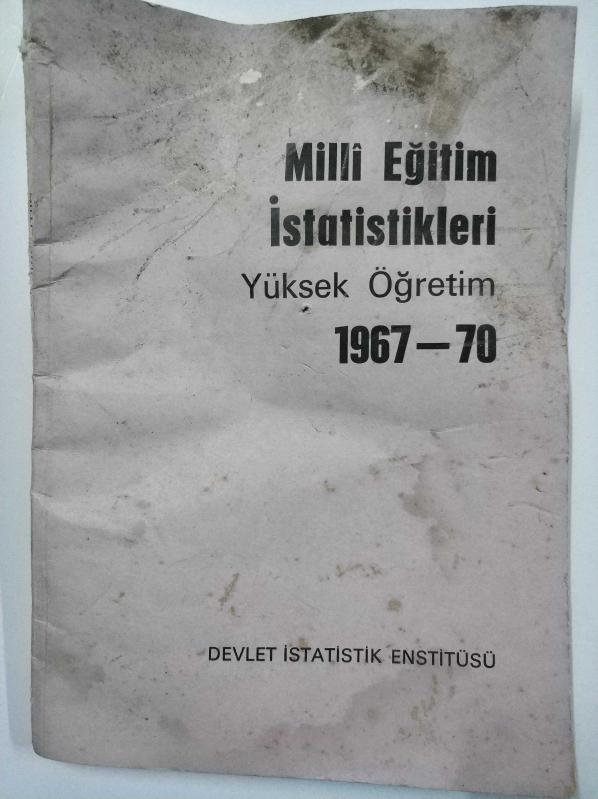 Millî Eğitim
İstatistikleri
Yüksek Öğretim
1967—70
DEVLET İSTATİSTİK ENSTİTÜSÜ